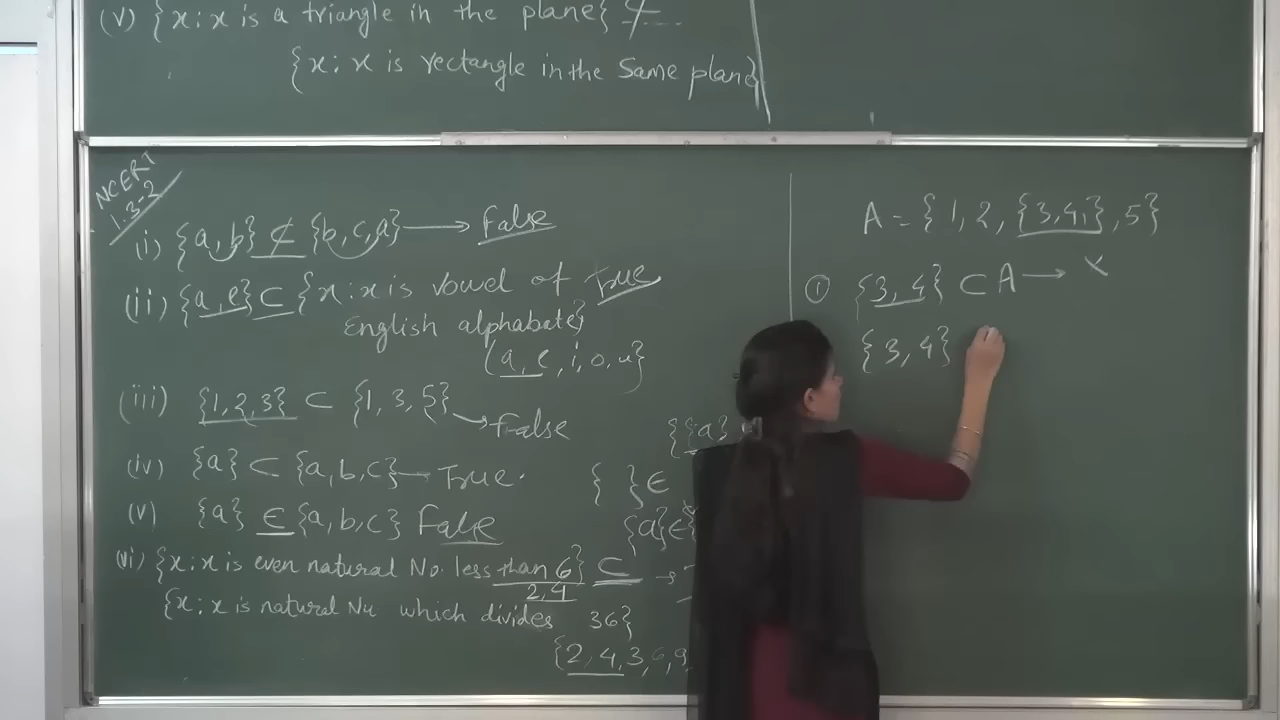 (v) {x : x is a triangle in the plane} ⊄ ....
{x : x is rectangle in the Same plane}
NCERT
1.3-2
(i) {a, b} ⊄ {b, c, a} → False
(ii) {a, e} ⊂ {x : x is vowel of True
English alphabate}
{a, e, i, o, u}
(iii) {1, 2, 3} ⊂ {1, 3, 5}
→ False
(iv) {a} ⊂ {a, b, c} → True.
(v) {a} ∈ {a, b, c} False
(vi) {x : x is even natural No. less than 6} ⊂ →
2, 4
{x : x is natural Nu which divides 36}
{2, 4, 3, 6, 9,
{{a}
{ } ∈
{a} ∈ {
A = { 1, 2, {3, 4,}, 5}
① {3, 4} ⊂ A → ×
{3, 4}